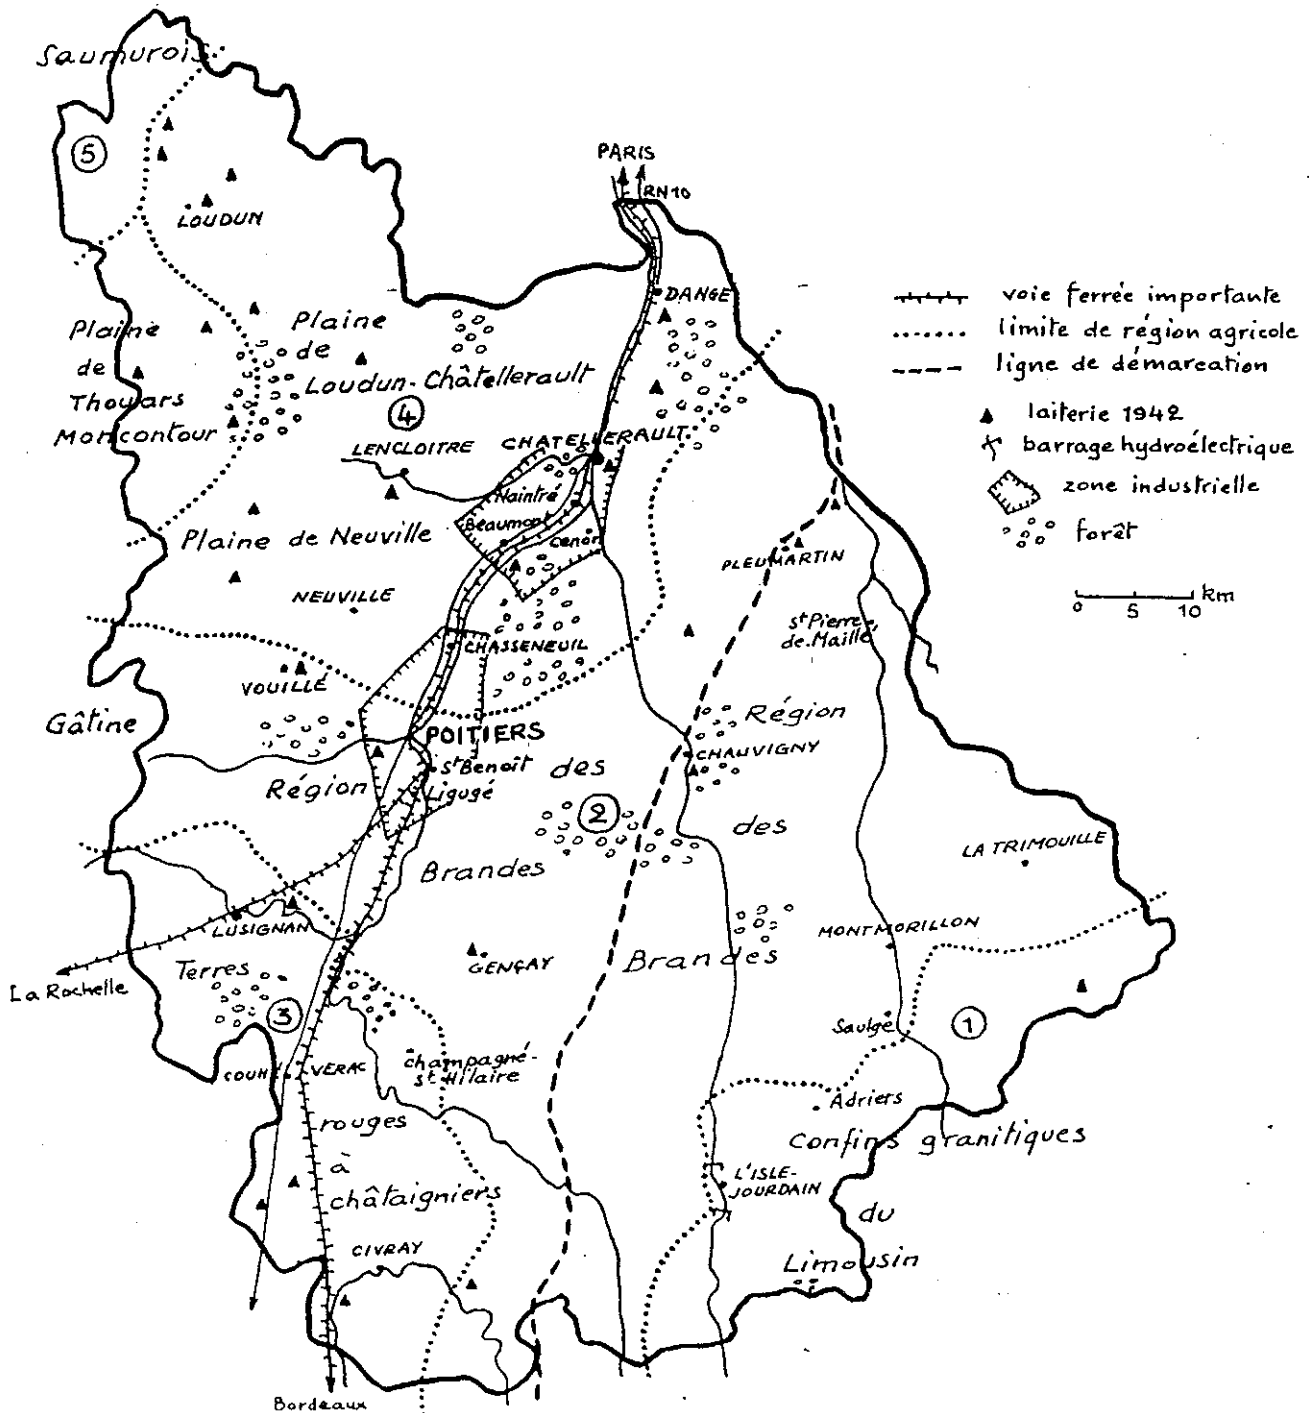 Saumurois
5
LOUDUN
PARIS
RN 10
DANGE
voie ferrée importante
limite de région agricole
ligne de démarcation
laiterie 1942
barrage hydroélectrique
zone industrielle
forêt
0 5 10 km
Plaine
de
Thouars
Moncontour
Plaine
de
Loudun-Châtellerault
4
LENCLOITRE
CHATELLERAULT
Naintré
Beaumont
Cenon
Plaine de Neuville
NEUVILLE
PLEUMARTIN
St Pierre
de-Maillé
CHASSENEUIL
VOUILLÉ
Gâtine
POITIERS
St Benoît
Ligugé
Région
des
Brandes
2
Région
des
Brandes
CHAUVIGNY
LA TRIMOUILLE
MONTMORILLON
LUSIGNAN
GENÇAY
La Rochelle
Terres
3
rouges
à
châtaigniers
COUHÉ
VERAC
Champagné-
St Hilaire
Saulgé
1
Adriers
Confins granitiques
du
Limousin
L'ISLE-
JOURDAIN
CIVRAY
Bordeaux